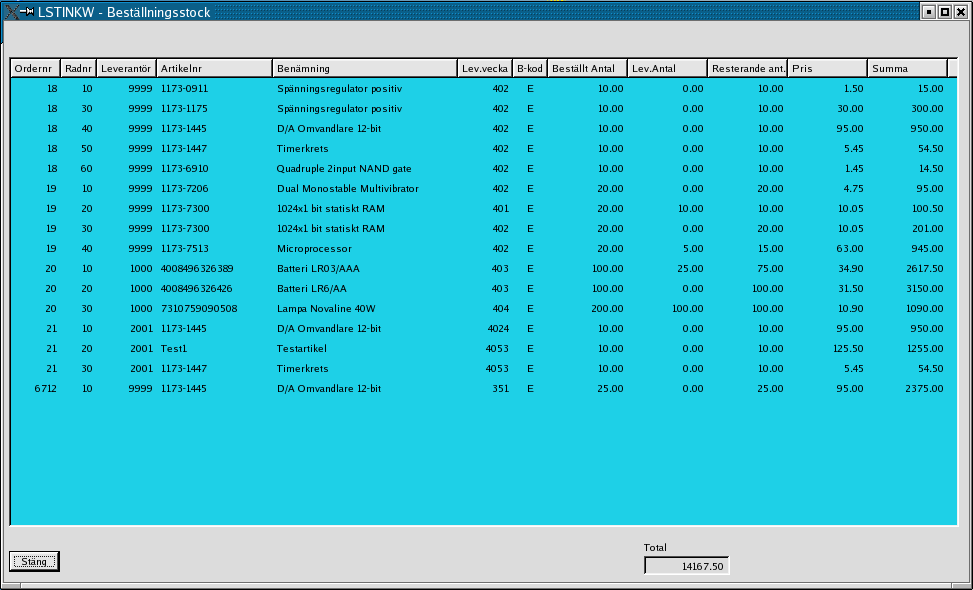 LSTINKW - Beställningsstock
Ordernr Radnr Leverantör Artikelnr Benämning Lev.vecka B-kod Beställt Antal Lev.Antal Resterande ant. Pris Summa
18 10 9999 1173-0911 Spänningsregulator positiv 402 E 10.00 0.00 10.00 1.50 15.00
18 30 9999 1173-1175 Spänningsregulator positiv 402 E 10.00 0.00 10.00 30.00 300.00
18 40 9999 1173-1445 D/A Omvandlare 12-bit 402 E 10.00 0.00 10.00 95.00 950.00
18 50 9999 1173-1447 Timerkrets 402 E 10.00 0.00 10.00 5.45 54.50
18 60 9999 1173-6910 Quadruple 2input NAND gate 402 E 10.00 0.00 10.00 1.45 14.50
19 10 9999 1173-7206 Dual Monostable Multivibrator 402 E 20.00 0.00 20.00 4.75 95.00
19 20 9999 1173-7300 1024x1 bit statiskt RAM 401 E 20.00 10.00 10.00 10.05 100.50
19 30 9999 1173-7300 1024x1 bit statiskt RAM 402 E 20.00 0.00 20.00 10.05 201.00
19 40 9999 1173-7513 Microprocessor 402 E 20.00 5.00 15.00 63.00 945.00
20 10 1000 4008496326389 Batteri LR03/AAA 403 E 100.00 25.00 75.00 34.90 2617.50
20 20 1000 4008496326426 Batteri LR6/AA 403 E 100.00 0.00 100.00 31.50 3150.00
20 30 1000 7310759090508 Lampa Novaline 40W 404 E 200.00 100.00 100.00 10.90 1090.00
21 10 2001 1173-1445 D/A Omvandlare 12-bit 4024 E 10.00 0.00 10.00 95.00 950.00
21 20 2001 Test1 Testartikel 4053 E 10.00 0.00 10.00 125.50 1255.00
21 30 2001 1173-1447 Timerkrets 4053 E 10.00 0.00 10.00 5.45 54.50
6712 10 9999 1173-1445 D/A Omvandlare 12-bit 351 E 25.00 0.00 25.00 95.00 2375.00
Total
Stäng 14167.50